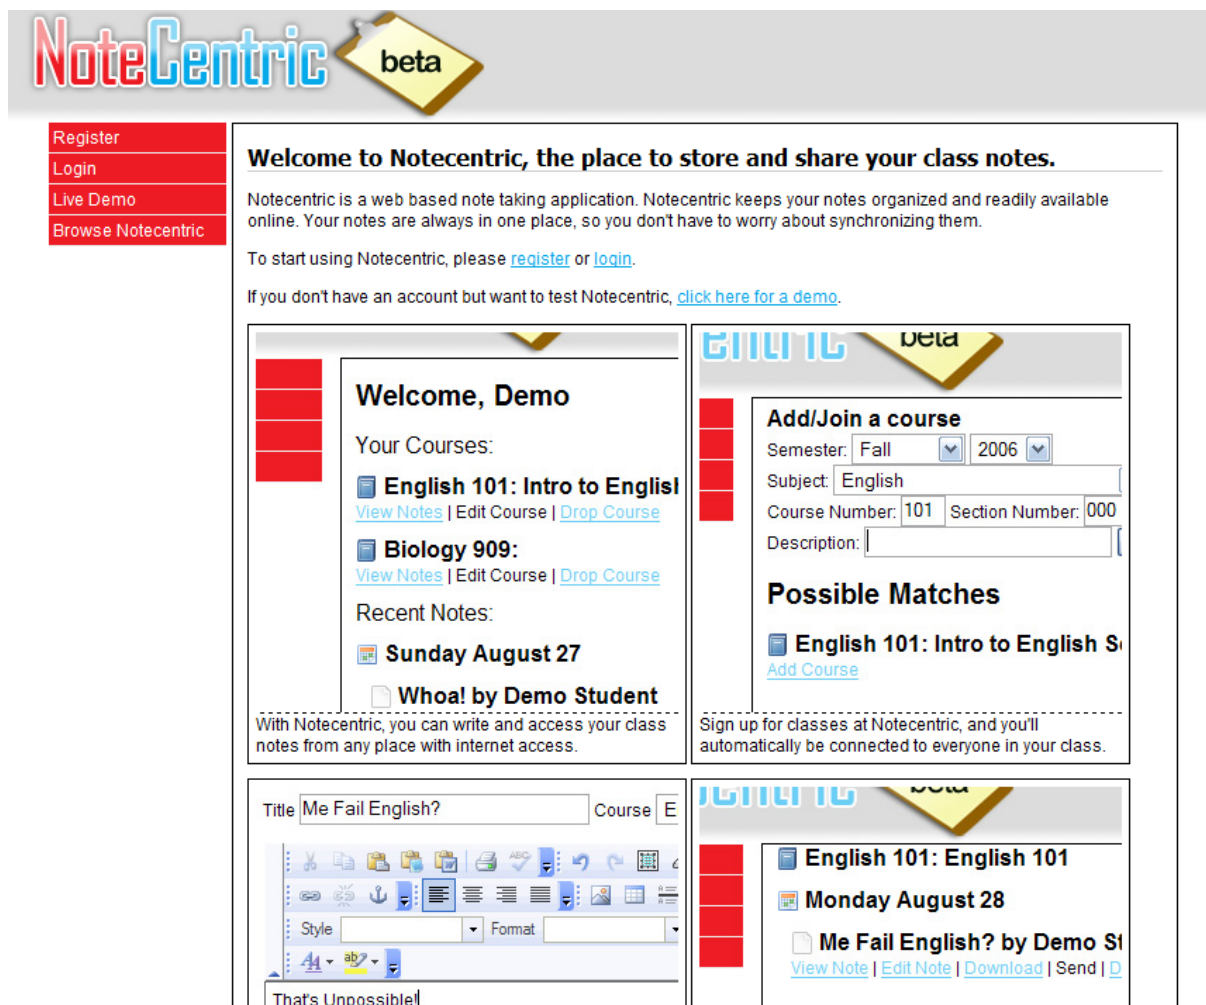 NoteCentric beta
Register
Login
Live Demo
Browse Notecentric
Welcome to Notecentric, the place to store and share your class notes.
Notecentric is a web based note taking application. Notecentric keeps your notes organized and readily available
online. Your notes are always in one place, so you don't have to worry about synchronizing them.
To start using Notecentric, please register or login.
If you don't have an account but want to test Notecentric, click here for a demo.
Welcome, Demo
Your Courses:
English 101: Intro to English
View Notes | Edit Course | Drop Course
Biology 909:
View Notes | Edit Course | Drop Course
Recent Notes:
Sunday August 27
Whoa! by Demo Student
With Notecentric, you can write and access your class
notes from any place with internet access.
entric beta
Add/Join a course
Semester: Fall 2006
Subject: English
Course Number: 101 Section Number: 000
Description:
Possible Matches
English 101: Intro to English S
Add Course
Sign up for classes at Notecentric, and you'll
automatically be connected to everyone in your class.
Title Me Fail English? Course E
ABC
Style Format
ab
That's Unpossible!
centric beta
English 101: English 101
Monday August 28
Me Fail English? by Demo St
View Note | Edit Note | Download | Send | D